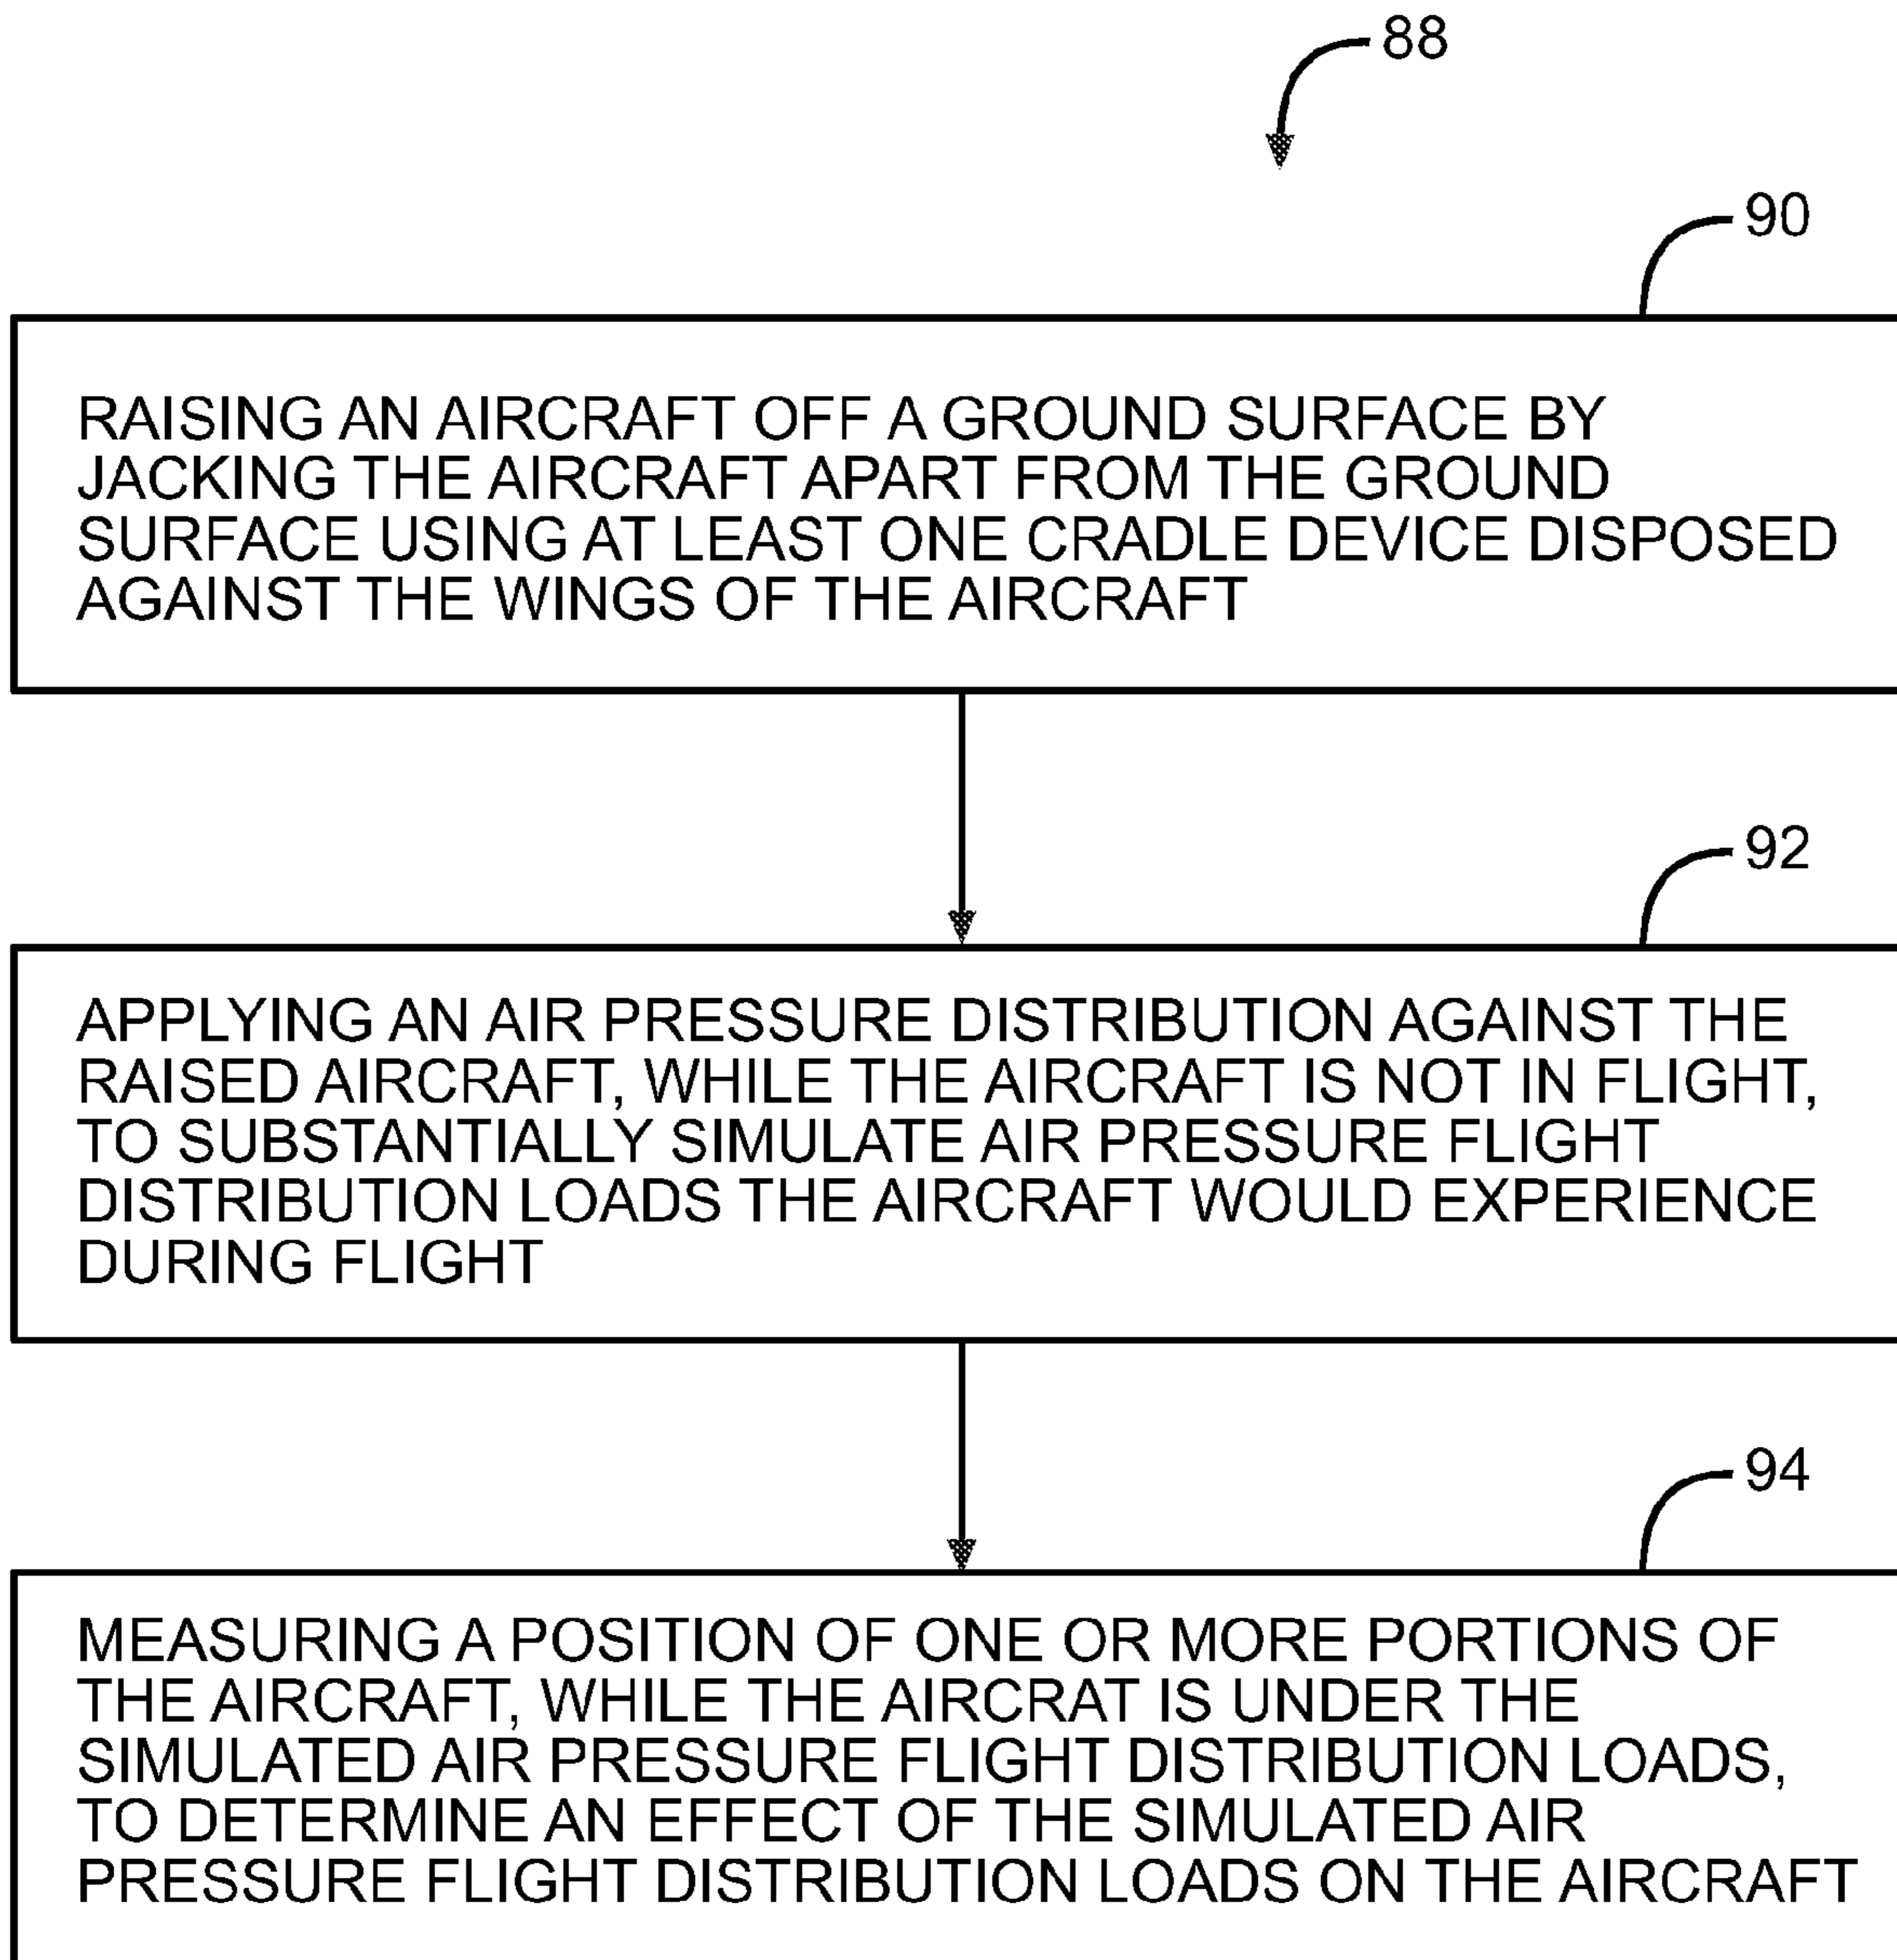 88
90
RAISING AN AIRCRAFT OFF A GROUND SURFACE BY
JACKING THE AIRCRAFT APART FROM THE GROUND
SURFACE USING AT LEAST ONE CRADLE DEVICE DISPOSED
AGAINST THE WINGS OF THE AIRCRAFT
92
APPLYING AN AIR PRESSURE DISTRIBUTION AGAINST THE
RAISED AIRCRAFT, WHILE THE AIRCRAFT IS NOT IN FLIGHT,
TO SUBSTANTIALLY SIMULATE AIR PRESSURE FLIGHT
DISTRIBUTION LOADS THE AIRCRAFT WOULD EXPERIENCE
DURING FLIGHT
94
MEASURING A POSITION OF ONE OR MORE PORTIONS OF
THE AIRCRAFT, WHILE THE AIRCRAT IS UNDER THE
SIMULATED AIR PRESSURE FLIGHT DISTRIBUTION LOADS,
TO DETERMINE AN EFFECT OF THE SIMULATED AIR
PRESSURE FLIGHT DISTRIBUTION LOADS ON THE AIRCRAFT